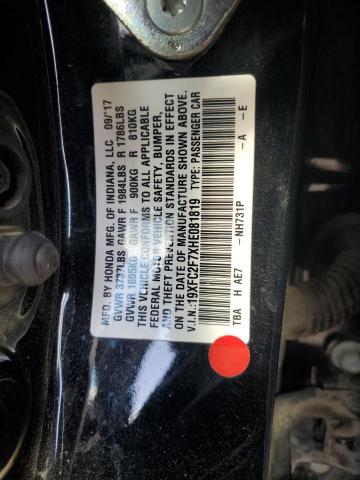 MFD. BY HONDA MFG. OF INDIANA, LLC 09/17
GVWR 3737LBS GAWR F 1984LBS R 1786LBS
GVWR 1695KG GAWR F 900KG R 810KG
THIS VEHICLE CONFORMS TO ALL APPLICABLE
FEDERAL MOTOR VEHICLE SAFETY, BUMPER,
AND THEFT PREVENTION STANDARDS IN EFFECT
ON THE DATE OF MANUFACTURE SHOWN ABOVE.
V.I.N.:19XFC2F7XHE081819 TYPE:PASSENGER CAR
TBA H AE7 -NH731P -A -E